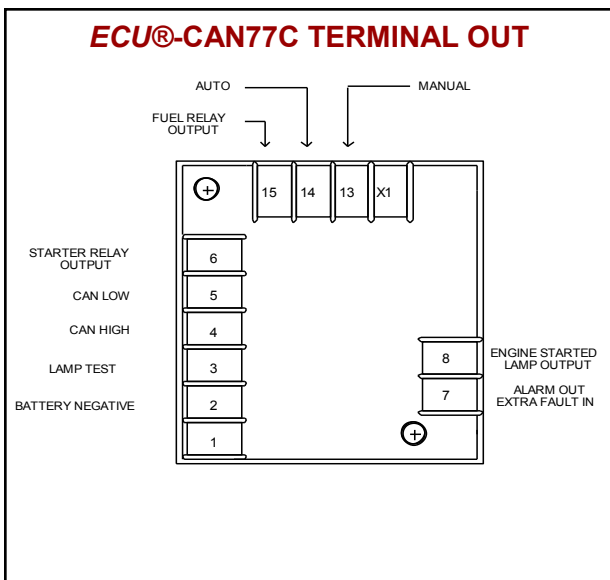 ECU®-CAN77C TERMINAL OUT
AUTO
MANUAL
FUEL RELAY
OUTPUT
15 14 13 X1
STARTER RELAY
OUTPUT
6
CAN LOW
5
CAN HIGH
4
LAMP TEST
3
BATTERY NEGATIVE
2
1
8
ENGINE STARTED
LAMP OUTPUT
7
ALARM OUT
EXTRA FAULT IN